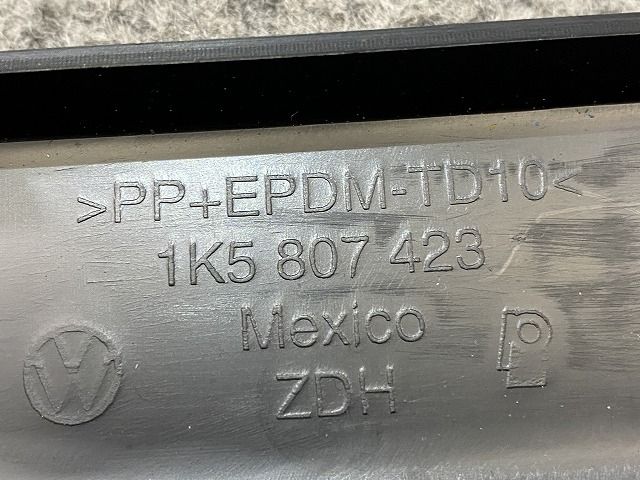 >PP+EPDM-TD10<
1K5 807 423
Mexico
ZDH